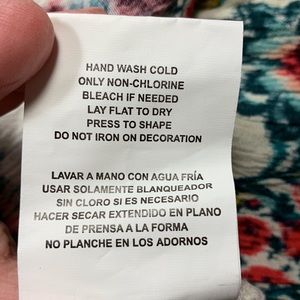 HAND WASH COLD
ONLY NON-CHLORINE
BLEACH IF NEEDED
LAY FLAT TO DRY
PRESS TO SHAPE
DO NOT IRON ON DECORATION
LAVAR A MANO CON AGUA FRÍA
USAR SOLAMENTE BLANQUEADOR
SIN CLORO SI ES NECESARIO
HACER SECAR EXTENDIDO EN PLANO
DE PRENSA A LA FORMA
NO PLANCHE EN LOS ADORNOS